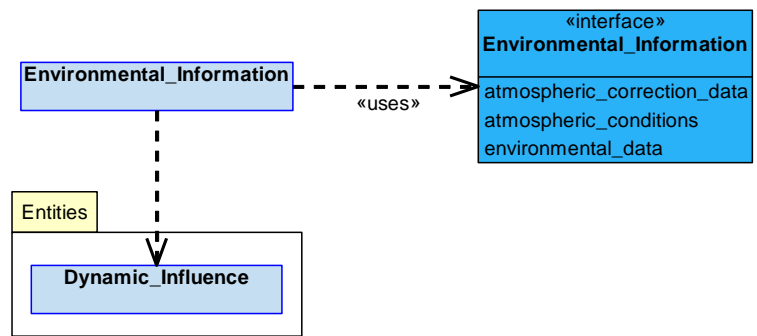 «interface»
Environmental_Information
atmospheric_correction_data
atmospheric_conditions
environmental_data
Environmental_Information
«uses»
Entities
Dynamic_Influence